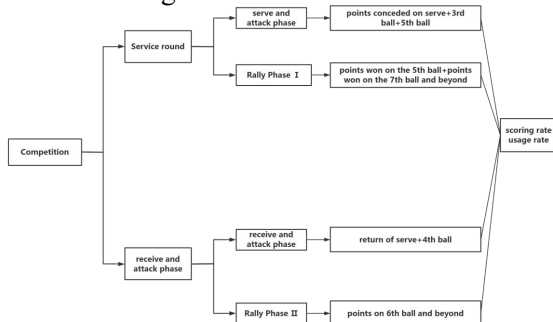 serve and
attack phase
points conceded on serve+3rd
ball+5th ball
Service round
Rally Phase Ⅰ
points won on the 5th ball+points
won on the 7th ball and beyond
Competition
scoring rate
usage rate
receive and
attack phase
receive and
attack phase
return of serve+4th ball
Rally Phase Ⅱ
points on 6th ball and beyond